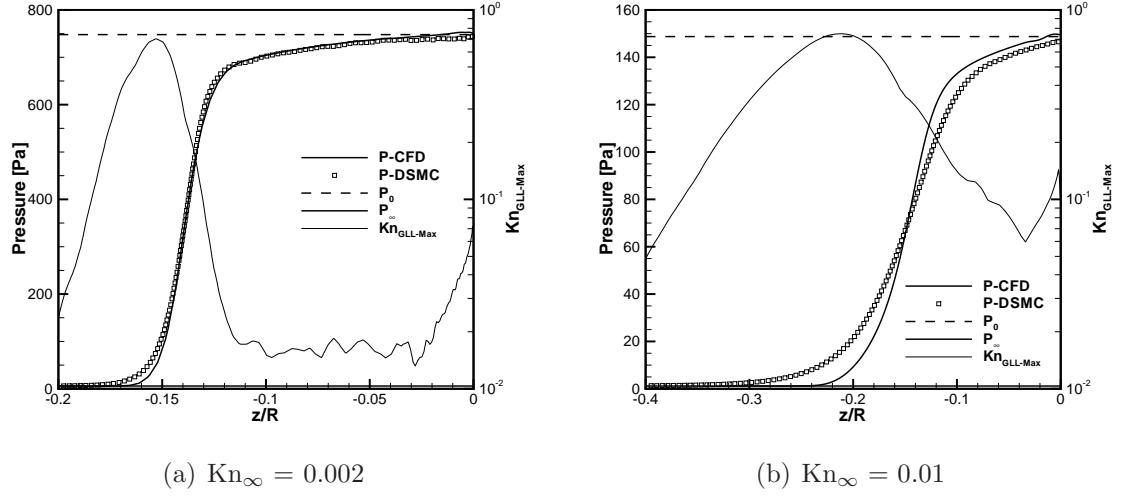 800
600
400
200
0
Pressure [Pa]
-0.2
-0.15
-0.1
-0.05
0
z/R
10^0
10^-1
10^-2
Kn_GLL-Max
P-CFD
P-DSMC
P_0
P_∞
Kn_GLL-Max
(a) Kn_∞ = 0.002
160
140
120
100
80
60
40
20
0
Pressure [Pa]
-0.4
-0.3
-0.2
-0.1
0
z/R
10^0
10^-1
10^-2
Kn_GLL-Max
P-CFD
P-DSMC
P_0
P_∞
Kn_GLL-Max
(b) Kn_∞ = 0.01